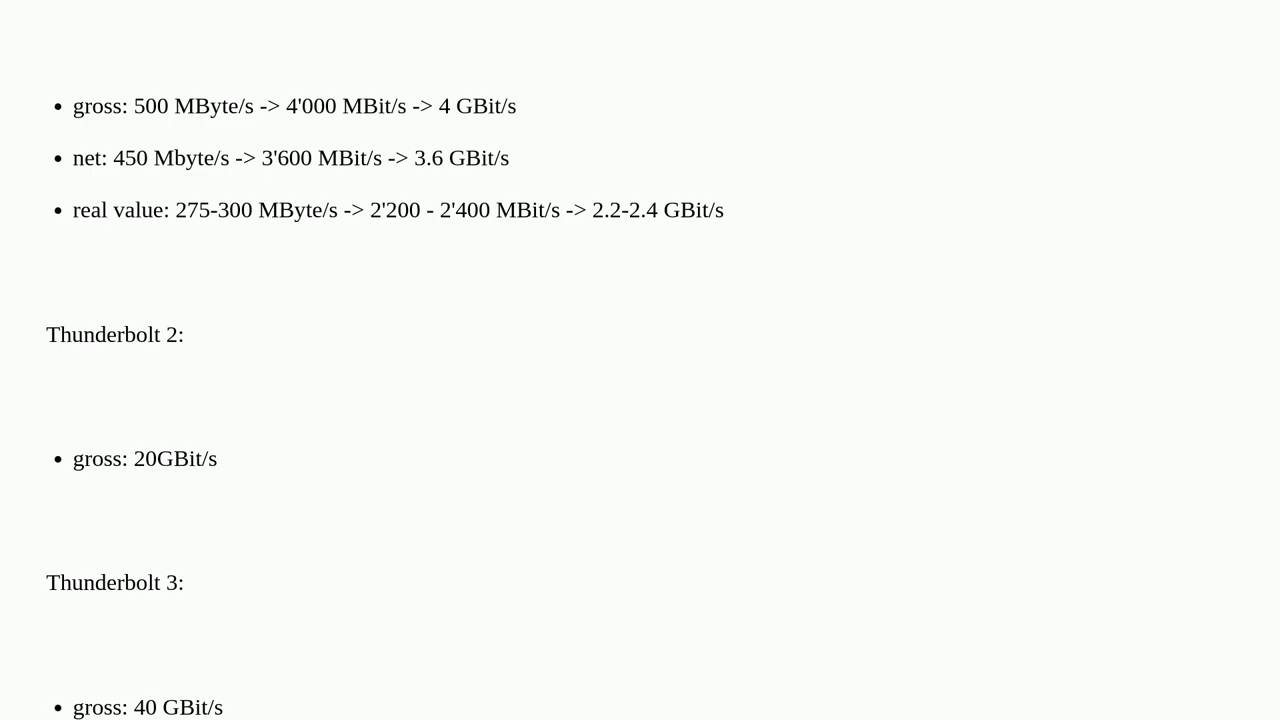 • gross: 500 MByte/s -> 4'000 MBit/s -> 4 GBit/s
• net: 450 Mbyte/s -> 3'600 MBit/s -> 3.6 GBit/s
• real value: 275-300 MByte/s -> 2'200 - 2'400 MBit/s -> 2.2-2.4 GBit/s
Thunderbolt 2:
• gross: 20GBit/s
Thunderbolt 3:
• gross: 40 GBit/s